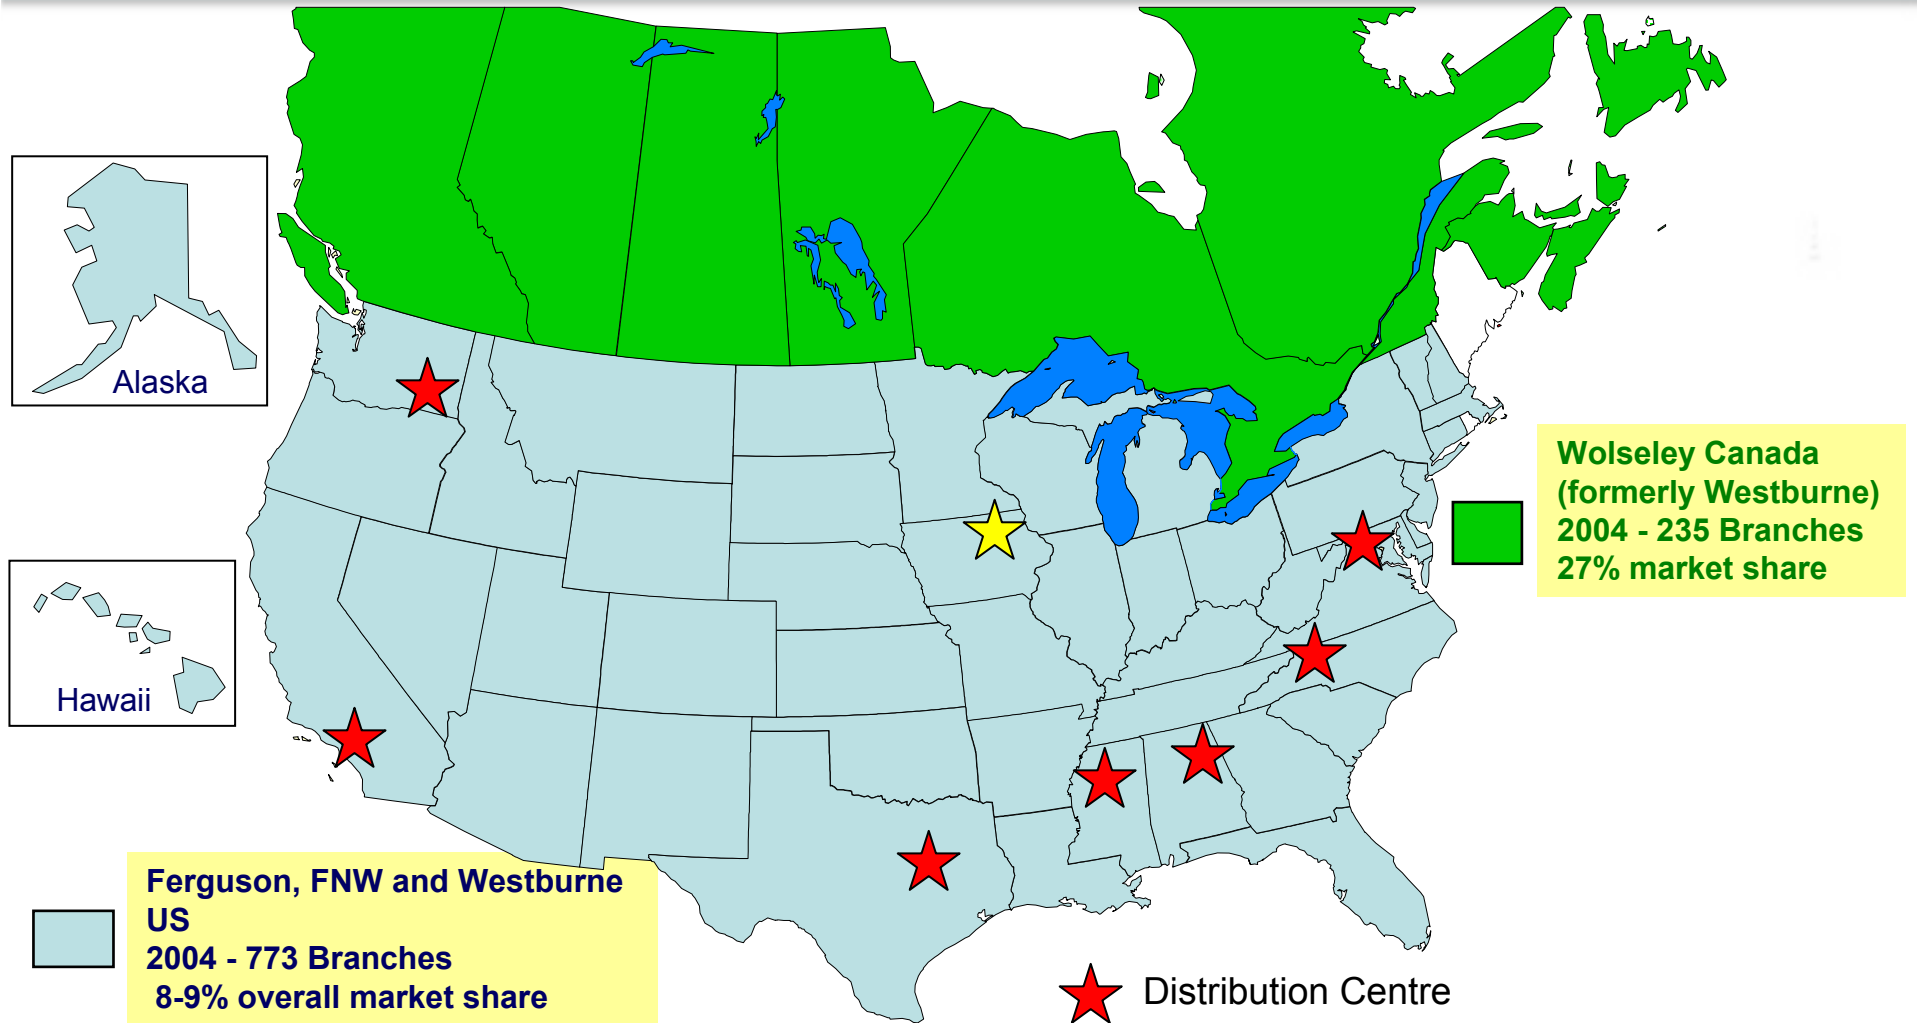 Alaska
Hawaii
Wolseley Canada
(formerly Westburne)
2004 - 235 Branches
27% market share
Ferguson, FNW and Westburne
US
2004 - 773 Branches
8-9% overall market share
Distribution Centre